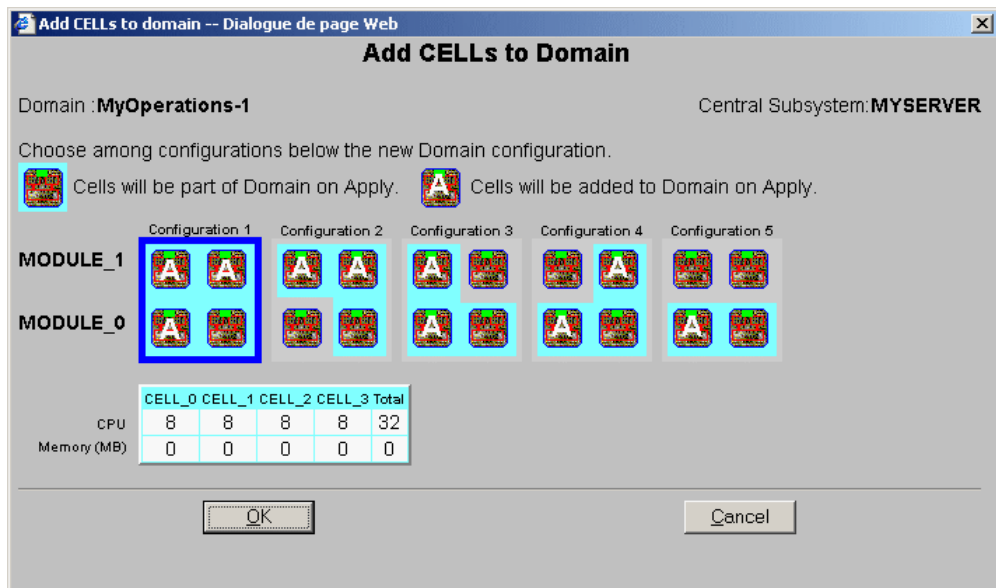 Add CELLs to domain -- Dialogue de page Web
Add CELLs to Domain
Domain :MyOperations-1 Central Subsystem:MYSERVER
Choose among configurations below the new Domain configuration.
Cells will be part of Domain on Apply. A Cells will be added to Domain on Apply.
Configuration 1 Configuration 2 Configuration 3 Configuration 4 Configuration 5
MODULE_1 A A A A A A
MODULE_0 A A A A
CELL_0 CELL_1 CELL_2 CELL_3 Total
CPU 8 8 8 8 32
Memory (MB) 0 0 0 0 0
OK Cancel